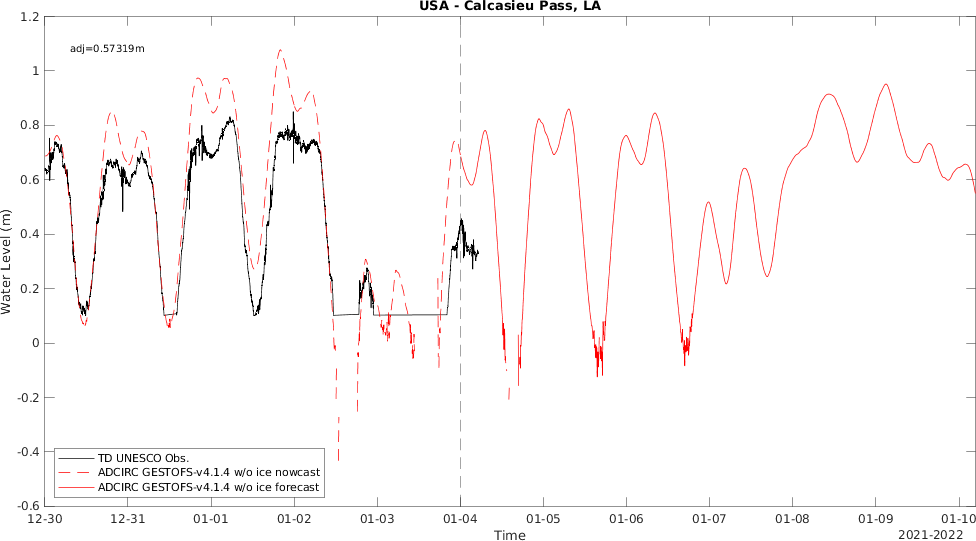 USA - Calcasieu Pass, LA
adj=0.57319m
Water Level (m)
1.2
1
0.8
0.6
0.4
0.2
0
-0.2
-0.4
-0.6
TD UNESCO Obs.
ADCIRC GESTOFS-v4.1.4 w/o ice nowcast
ADCIRC GESTOFS-v4.1.4 w/o ice forecast
12-30 12-31 01-01 01-02 01-03 01-04 01-05 01-06 01-07 01-08 01-09 01-10
Time
2021-2022